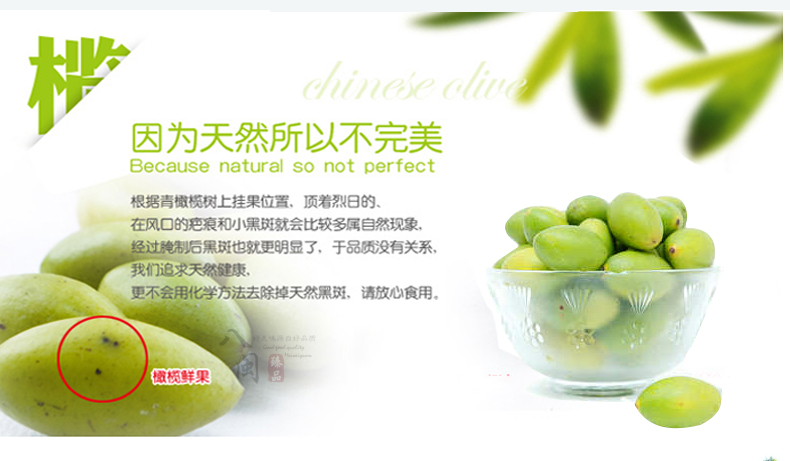 榄
chinese olive
因为天然所以不完美
Because natural so not perfect
根据青橄榄树上挂果位置、顶着烈日的、
在风口的疤痕和小黑斑就会比较多属自然现象,
经过腌制后黑斑也就更明显了，于品质没有关系,
我们追求天然健康,
更不会用化学方法去除掉天然黑斑，请放心食用。
八闽
臻品
橄榄鲜果